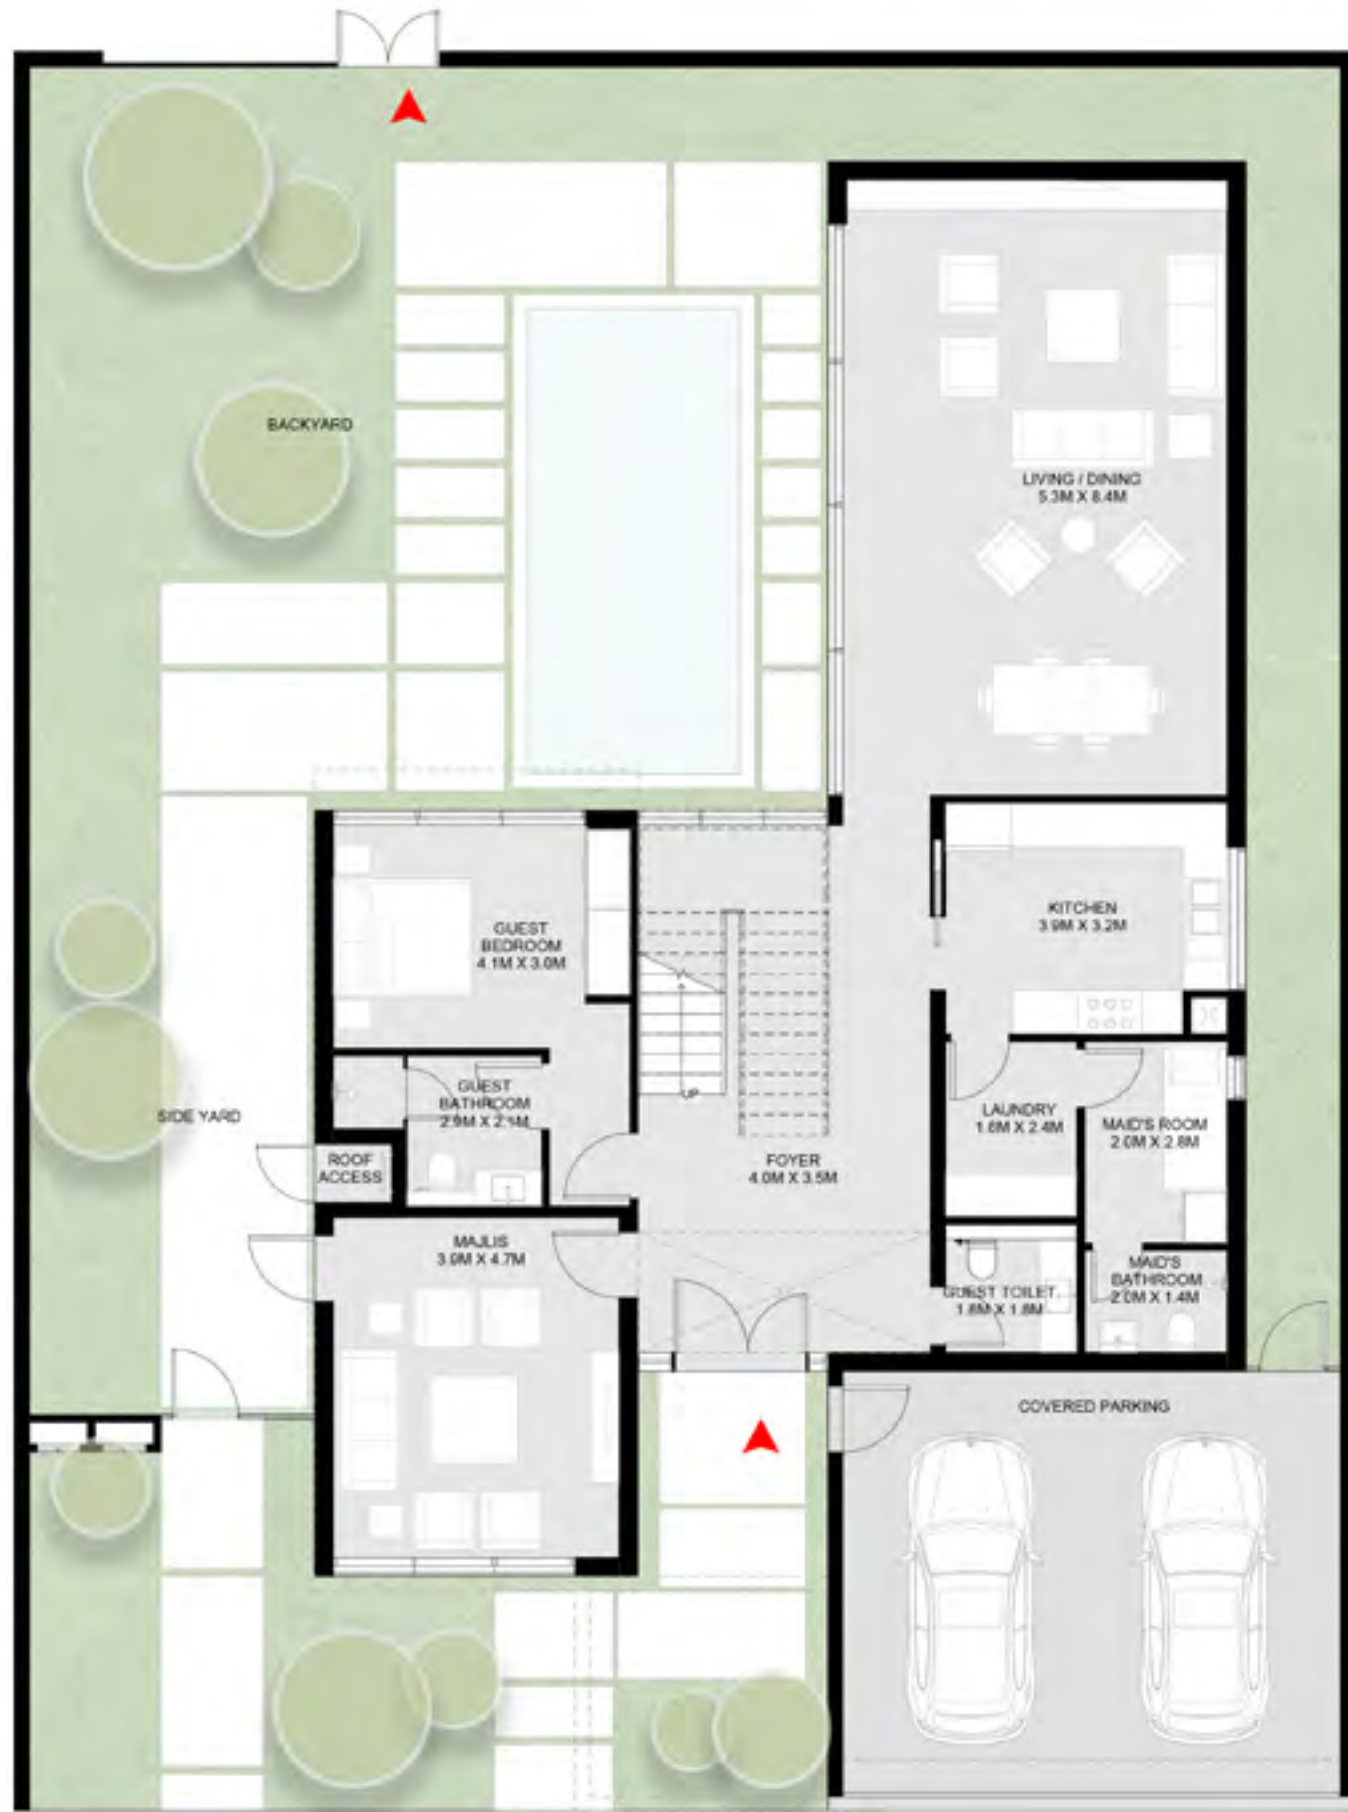 BACKYARD
LIVING / DINING
5.3M X 8.4M
KITCHEN
3.9M X 3.2M
GUEST
BEDROOM
4.1M X 3.0M
GUEST
BATHROOM
2.9M X 2.1M
SIDE YARD
ROOF
ACCESS
UP
FOYER
4.0M X 3.5M
LAUNDRY
1.8M X 2.4M
MAID'S ROOM
2.0M X 2.8M
MAJLIS
3.9M X 4.7M
GUEST TOILET
1.8M X 1.8M
MAID'S
BATHROOM
2.0M X 1.4M
COVERED PARKING